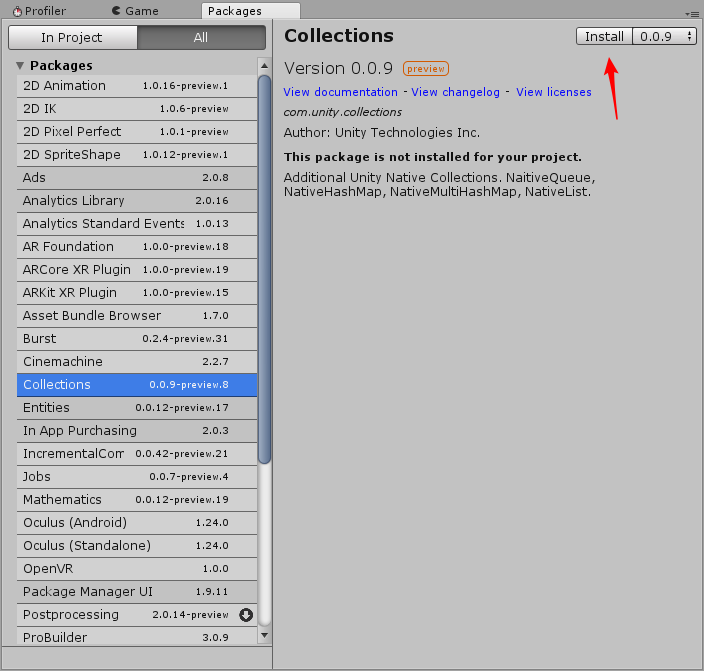 Profiler Game Packages
In Project All
Packages
2D Animation 1.0.16-preview.1
2D IK 1.0.6-preview
2D Pixel Perfect 1.0.1-preview
2D SpriteShape 1.0.12-preview.1
Ads 2.0.8
Analytics Library 2.0.16
Analytics Standard Events 1.0.13
AR Foundation 1.0.0-preview.18
ARCore XR Plugin 1.0.0-preview.19
ARKit XR Plugin 1.0.0-preview.15
Asset Bundle Browser 1.7.0
Burst 0.2.4-preview.31
Cinemachine 2.2.7
Collections 0.0.9-preview.8
Entities 0.0.12-preview.17
In App Purchasing 2.0.3
IncrementalCom 0.0.42-preview.21
Jobs 0.0.7-preview.4
Mathematics 0.0.12-preview.19
Oculus (Android) 1.24.0
Oculus (Standalone) 1.24.0
OpenVR 1.0.0
Package Manager UI 1.9.11
Postprocessing 2.0.14-preview
ProBuilder 3.0.9
Collections
Install 0.0.9
Version 0.0.9 preview
View documentation - View changelog - View licenses
com.unity.collections
Author: Unity Technologies Inc.
This package is not installed for your project.
Additional Unity Native Collections. NaitiveQueue,
NativeHashMap, NativeMultiHashMap, NativeList.